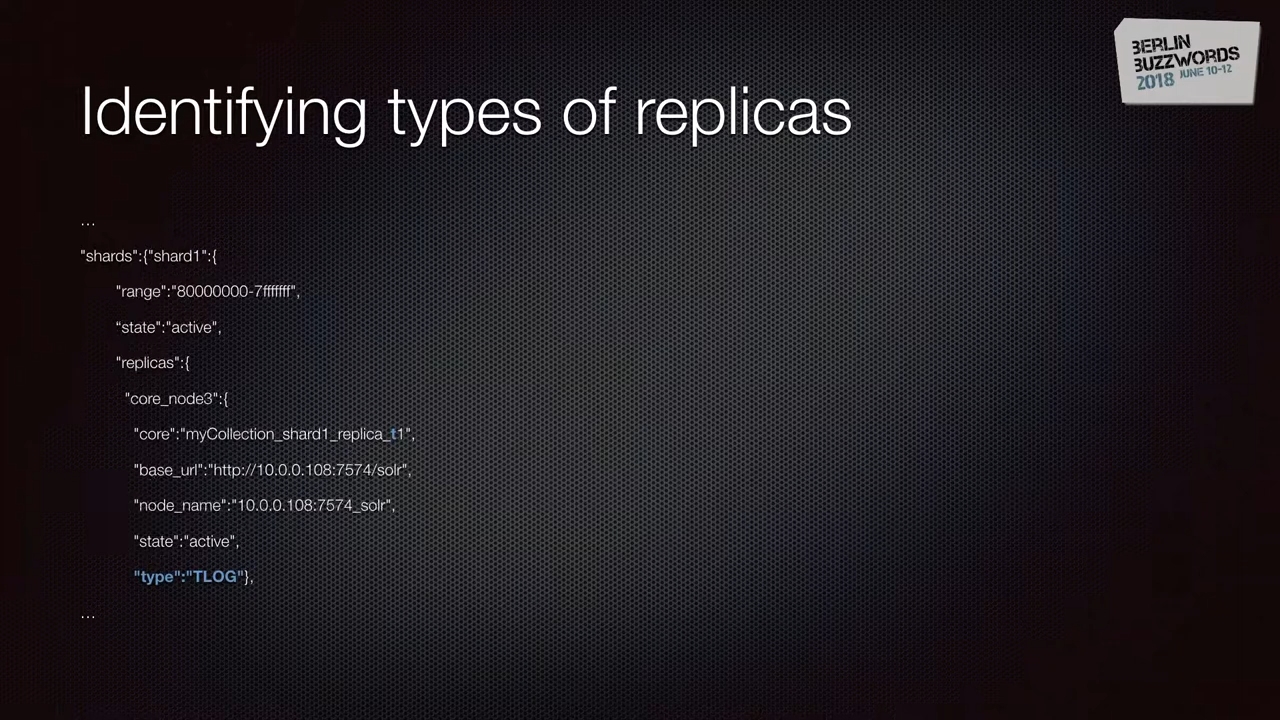 BERLIN
BUZZWORDS
2018 JUNE 10-12
Identifying types of replicas
...
"shards":{"shard1":{
"range":"80000000-7fffffff",
“state":"active",
"replicas":{
"core_node3":{
"core":"myCollection_shard1_replica_t1",
"base_url":"http://10.0.0.108:7574/solr",
"node_name":"10.0.0.108:7574_solr",
"state":"active",
"type":"TLOG"},
...